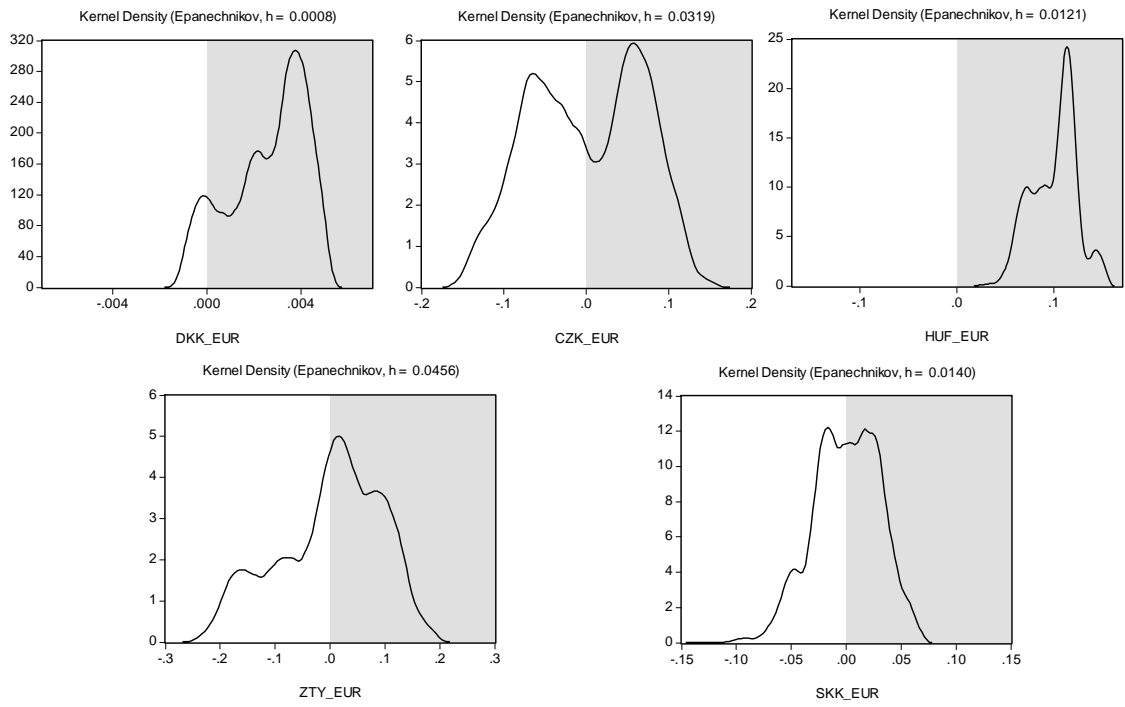 Kernel Density (Epanechnikov, h = 0.0008)
320
280
240
200
160
120
80
40
0
-.004 .000 .004
DKK_EUR
Kernel Density (Epanechnikov, h = 0.0319)
6
5
4
3
2
1
0
-.2 -.1 .0 .1 .2
CZK_EUR
Kernel Density (Epanechnikov, h = 0.0121)
25
20
15
10
5
0
-.1 .0 .1
HUF_EUR
Kernel Density (Epanechnikov, h = 0.0456)
6
5
4
3
2
1
0
-.3 -.2 -.1 .0 .1 .2 .3
ZTY_EUR
Kernel Density (Epanechnikov, h = 0.0140)
14
12
10
8
6
4
2
0
-.15 -.10 -.05 .00 .05 .10 .15
SKK_EUR